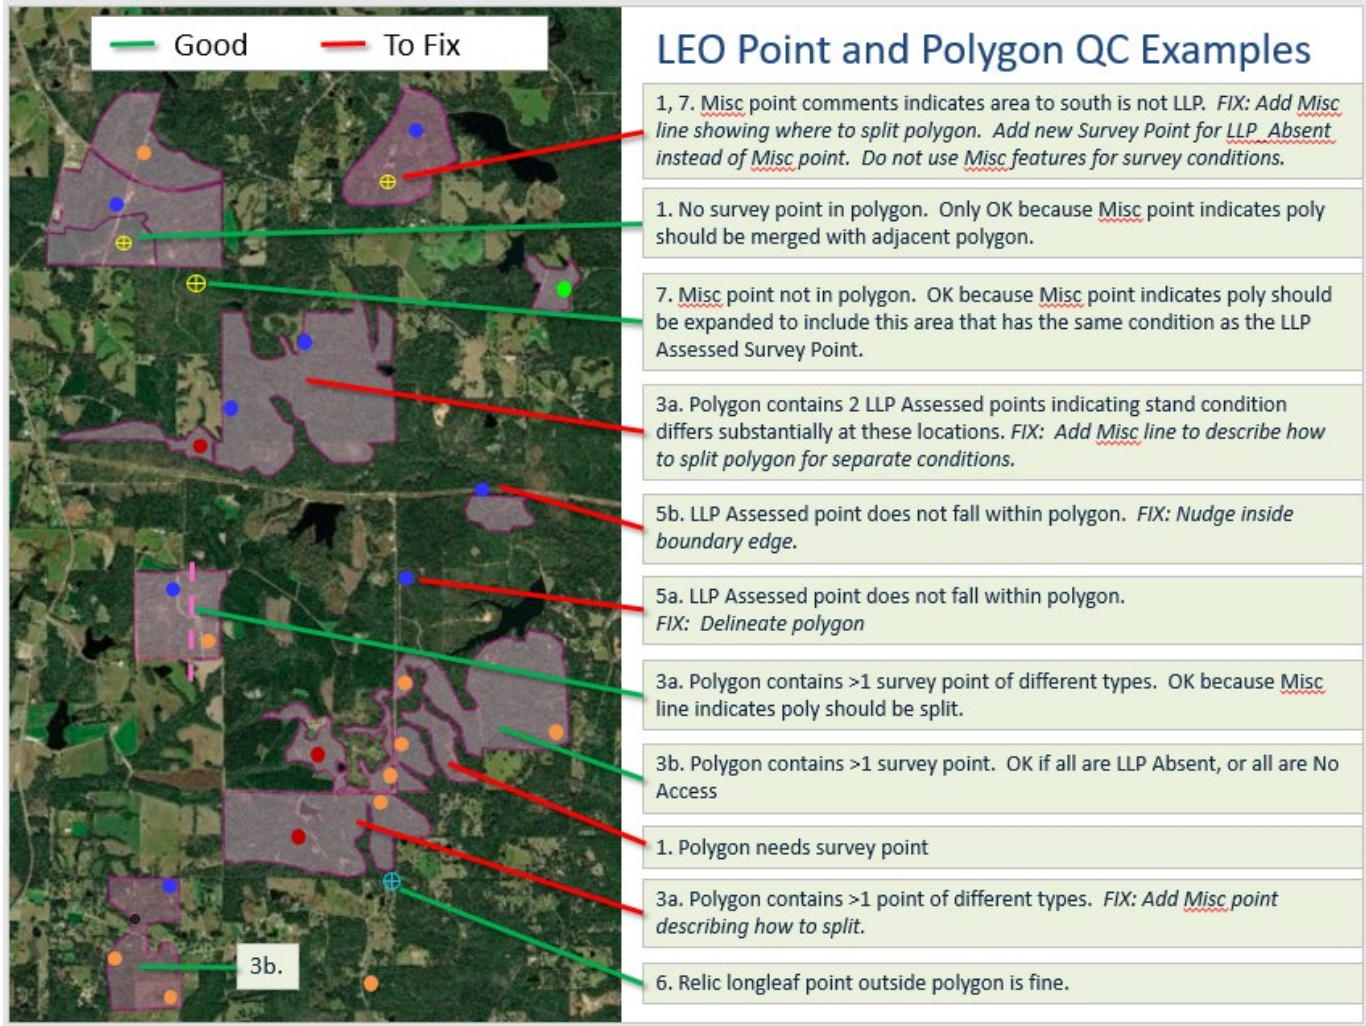 Good
To Fix
LEO Point and Polygon QC Examples
1, 7. Misc point comments indicates area to south is not LLP. FIX: Add Misc
line showing where to split polygon. Add new Survey Point for LLP_Absent
instead of Misc point. Do not use Misc features for survey conditions.
1. No survey point in polygon. Only OK because Misc point indicates poly
should be merged with adjacent polygon.
7. Misc point not in polygon. OK because Misc point indicates poly should
be expanded to include this area that has the same condition as the LLP
Assessed Survey Point.
3a. Polygon contains 2 LLP Assessed points indicating stand condition
differs substantially at these locations. FIX: Add Misc line to describe how
to split polygon for separate conditions.
5b. LLP Assessed point does not fall within polygon. FIX: Nudge inside
boundary edge.
5a. LLP Assessed point does not fall within polygon.
FIX: Delineate polygon
3a. Polygon contains >1 survey point of different types. OK because Misc
line indicates poly should be split.
3b. Polygon contains >1 survey point. OK if all are LLP Absent, or all are No
Access
1. Polygon needs survey point
3a. Polygon contains >1 point of different types. FIX: Add Misc point
describing how to split.
3b.
6. Relic longleaf point outside polygon is fine.